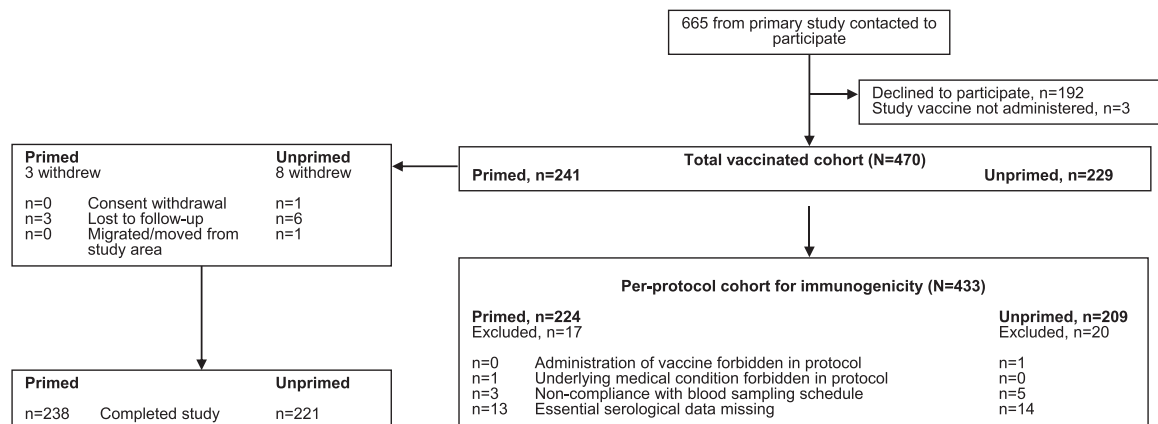 665 from primary study contacted to
participate
Declined to participate, n=192
Study vaccine not administered, n=3
Total vaccinated cohort (N=470)
Primed, n=241 Unprimed, n=229
Primed Unprimed
3 withdrew 8 withdrew
n=0 Consent withdrawal n=1
n=3 Lost to follow-up n=6
n=0 Migrated/moved from n=1
study area
Primed Unprimed
n=238 Completed study n=221
Per-protocol cohort for immunogenicity (N=433)
Primed, n=224 Unprimed, n=209
Excluded, n=17 Excluded, n=20
n=0 Administration of vaccine forbidden in protocol n=1
n=1 Underlying medical condition forbidden in protocol n=0
n=3 Non-compliance with blood sampling schedule n=5
n=13 Essential serological data missing n=14